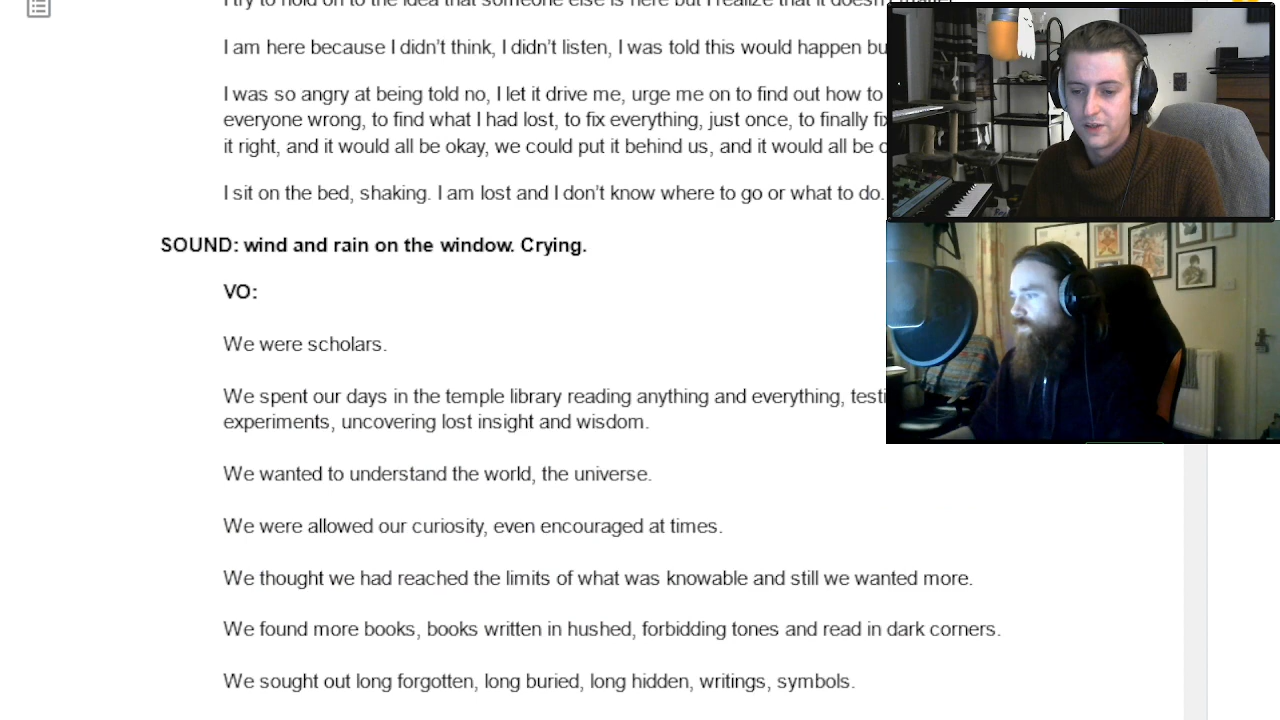 I try to hold on to the idea that someone else is here but I realize that it doesn't matter.
I am here because I didn't think, I didn't listen, I was told this would happen bu
I was so angry at being told no, I let it drive me, urge me on to find out how to
everyone wrong, to find what I had lost, to fix everything, just once, to finally fi
it right, and it would all be okay, we could put it behind us, and it would all be
I sit on the bed, shaking. I am lost and I don't know where to go or what to do.
SOUND: wind and rain on the window. Crying.
VO:
We were scholars.
We spent our days in the temple library reading anything and everything, testi
experiments, uncovering lost insight and wisdom.
We wanted to understand the world, the universe.
We were allowed our curiosity, even encouraged at times.
We thought we had reached the limits of what was knowable and still we wanted more.
We found more books, books written in hushed, forbidding tones and read in dark corners.
We sought out long forgotten, long buried, long hidden, writings, symbols.